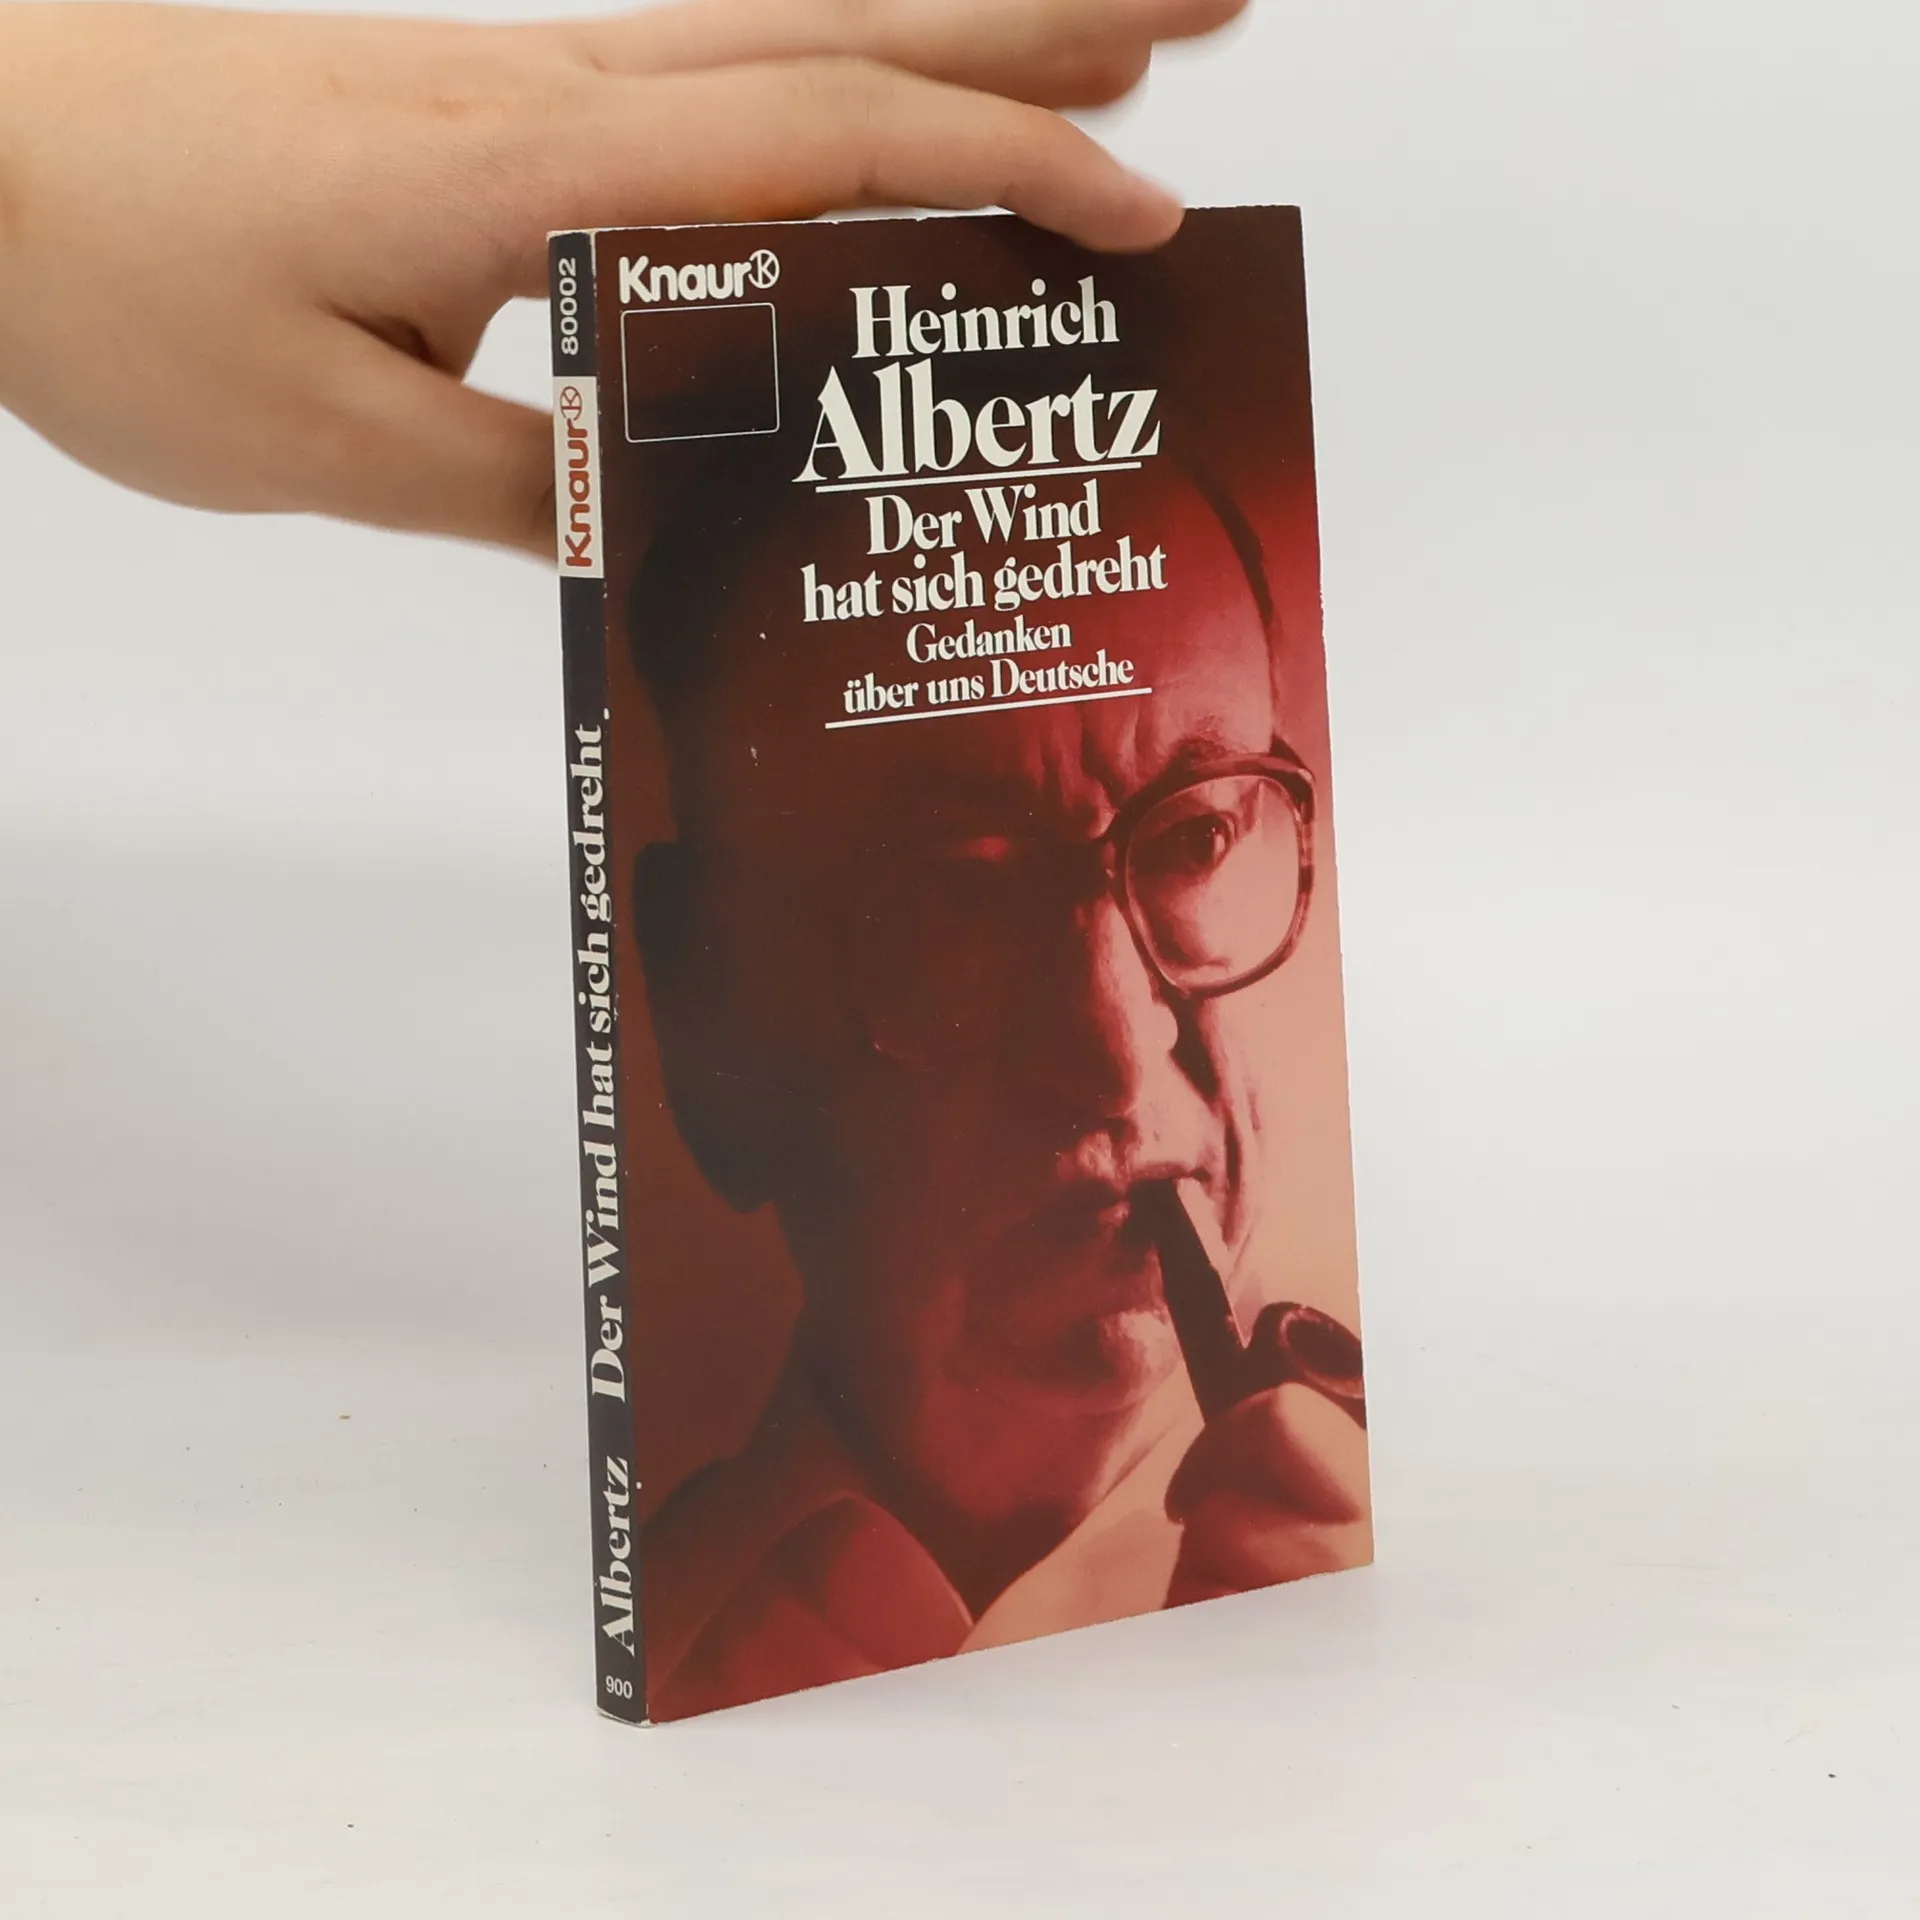 Knaur
Heinrich
Albertz
Der Wind
hat sich gedreht
Gedanken
über uns Deutsche
80002
Knaur
Albertz Der Wind hat sich gedreht
900